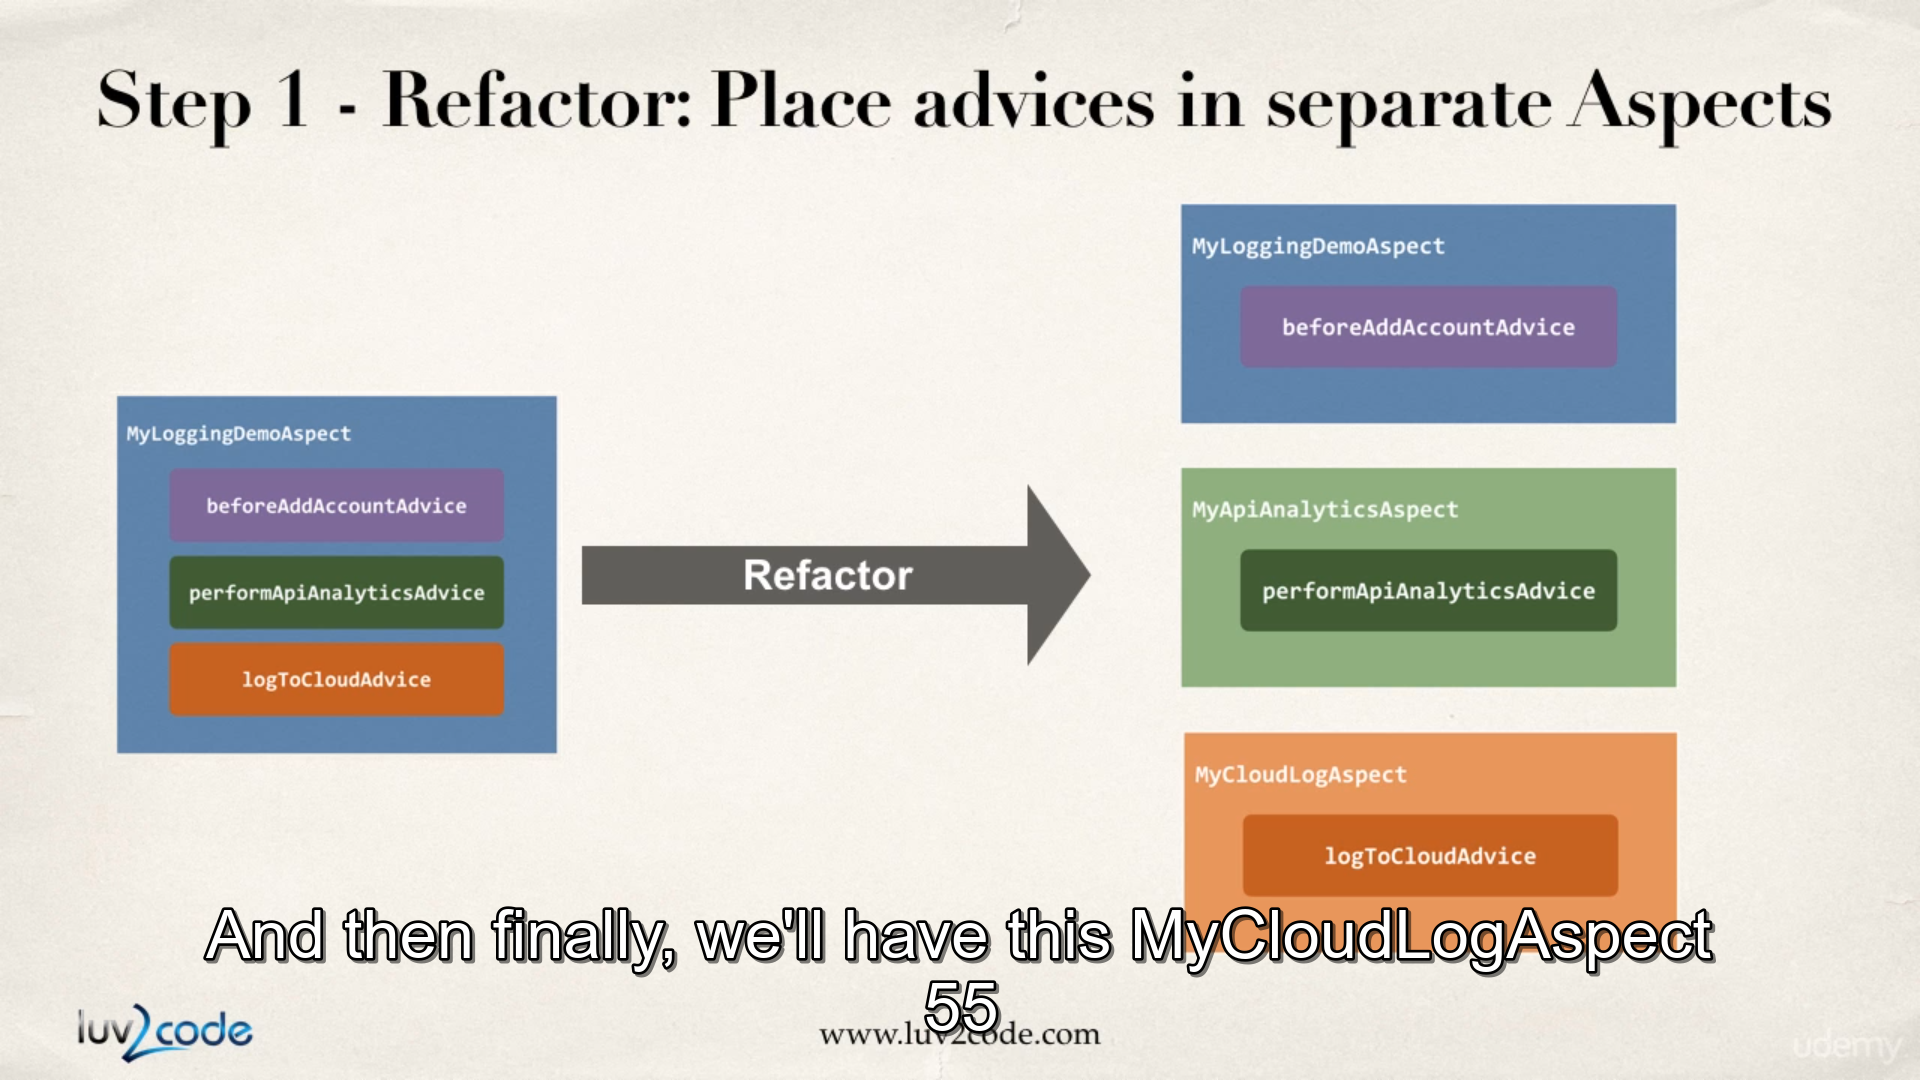 Step 1 - Refactor: Place advices in separate Aspects
MyLoggingDemoAspect
beforeAddAccountAdvice
performApiAnalyticsAdvice
logToCloudAdvice
Refactor
MyLoggingDemoAspect
beforeAddAccountAdvice
MyApiAnalyticsAspect
performApiAnalyticsAdvice
MyCloudLogAspect
logToCloudAdvice
And then finally, we'll have this MyCloudLogAspect
55
luv2code
www.luv2code.com
udemy